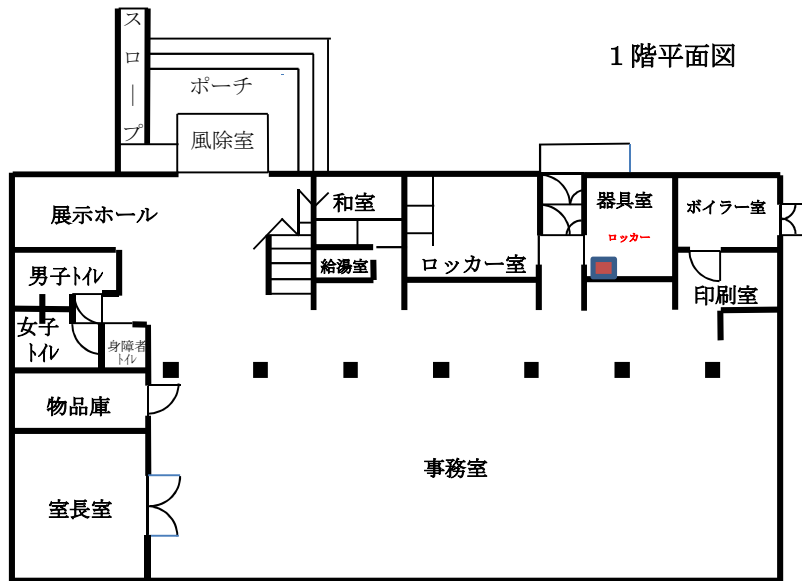 スロープ
1階平面図
ポーチ
風除室
展示ホール
和室
器具室
ボイラー室
ロッカー
給湯室
ロッカー室
男子トイレ
印刷室
女子
トイレ
身障者
トイレ
物品庫
事務室
室長室